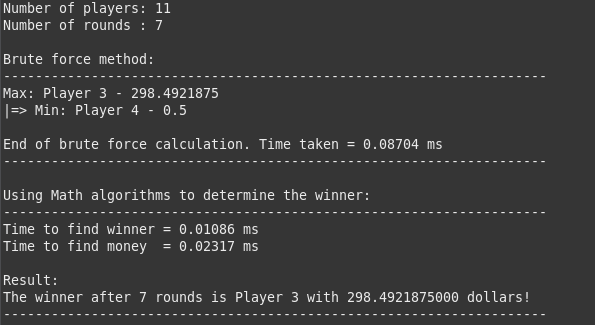 Number of players: 11
Number of rounds : 7
Brute force method:
--------------------------------------------------------------------
Max: Player 3 - 298.4921875
|=> Min: Player 4 - 0.5
End of brute force calculation. Time taken = 0.08704 ms
--------------------------------------------------------------------
Using Math algorithms to determine the winner:
--------------------------------------------------------------------
Time to find winner = 0.01086 ms
Time to find money  = 0.02317 ms
Result:
The winner after 7 rounds is Player 3 with 298.4921875000 dollars!
--------------------------------------------------------------------